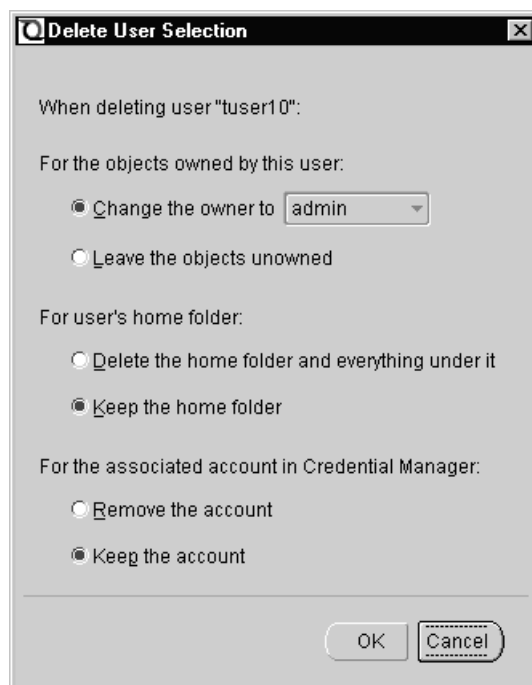 Delete User Selection
When deleting user "tuser10":
For the objects owned by this user:
Change the owner to admin
Leave the objects unowned
For user's home folder:
Delete the home folder and everything under it
Keep the home folder
For the associated account in Credential Manager:
Remove the account
Keep the account
OK Cancel